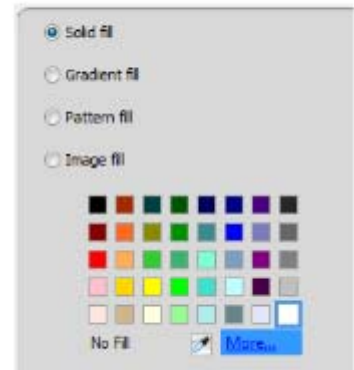 Solid fill
Gradient fill
Pattern fill
Image fill
No Fill More...